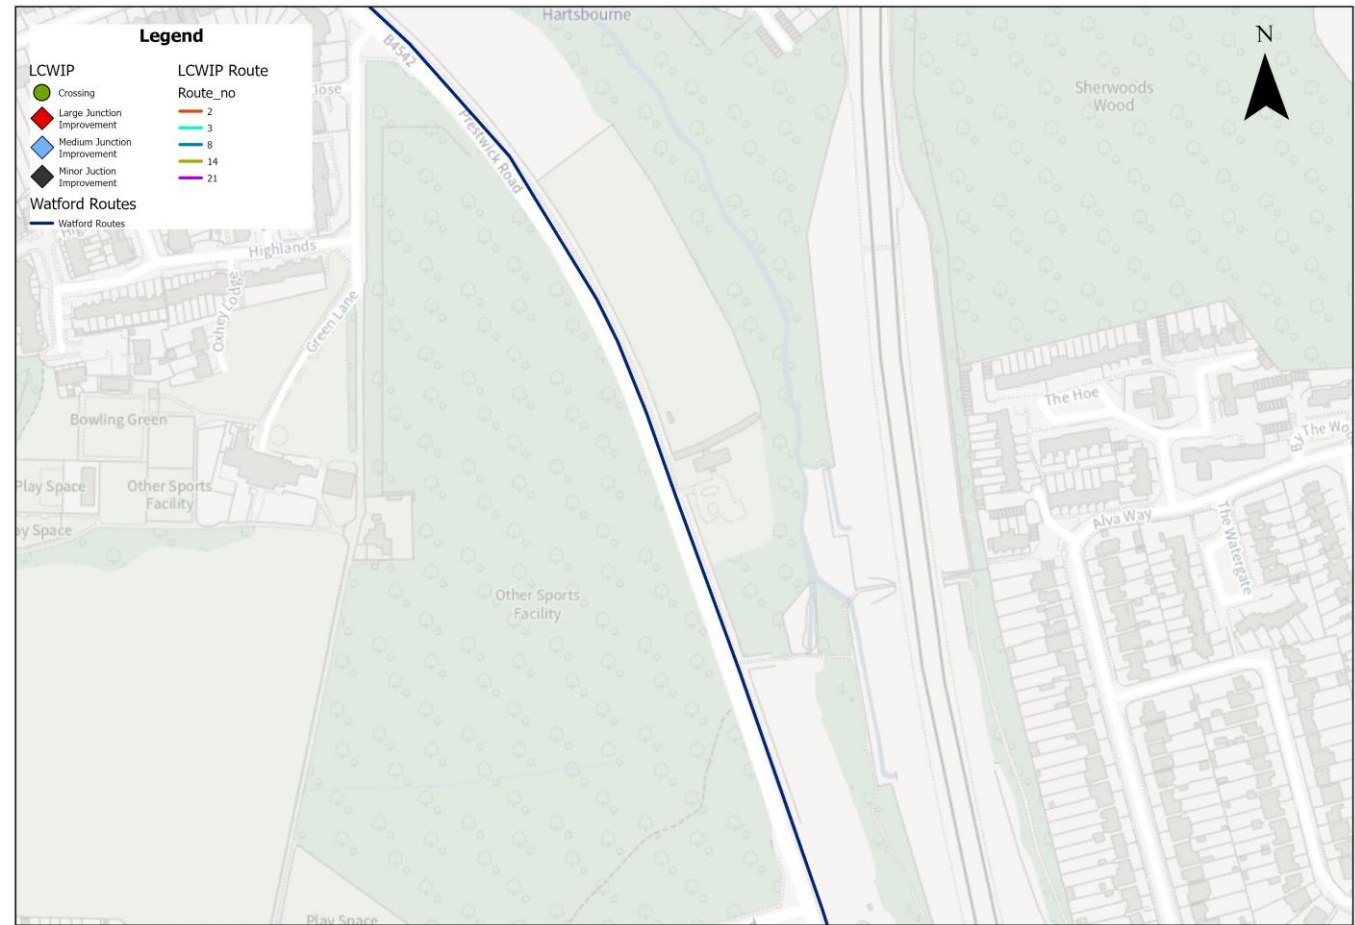 Legend
LCWIP
Crossing
Large Junction
Improvement
Medium Junction
Improvement
Minor Juction
Improvement
Watford Routes
Watford Routes
LCWIP Route
Route_no
2
3
8
14
21
N
Hartsbourne
B4542
Prestwick Road
Sherwoods
Wood
Highlands
Oxhey Lodge
Green Lane
Bowling Green
Play Space
Other Sports
Facility
ay Space
Other Sports
Facility
The Hoe
By The Wo
Alva Way
The Watergate
Play Space